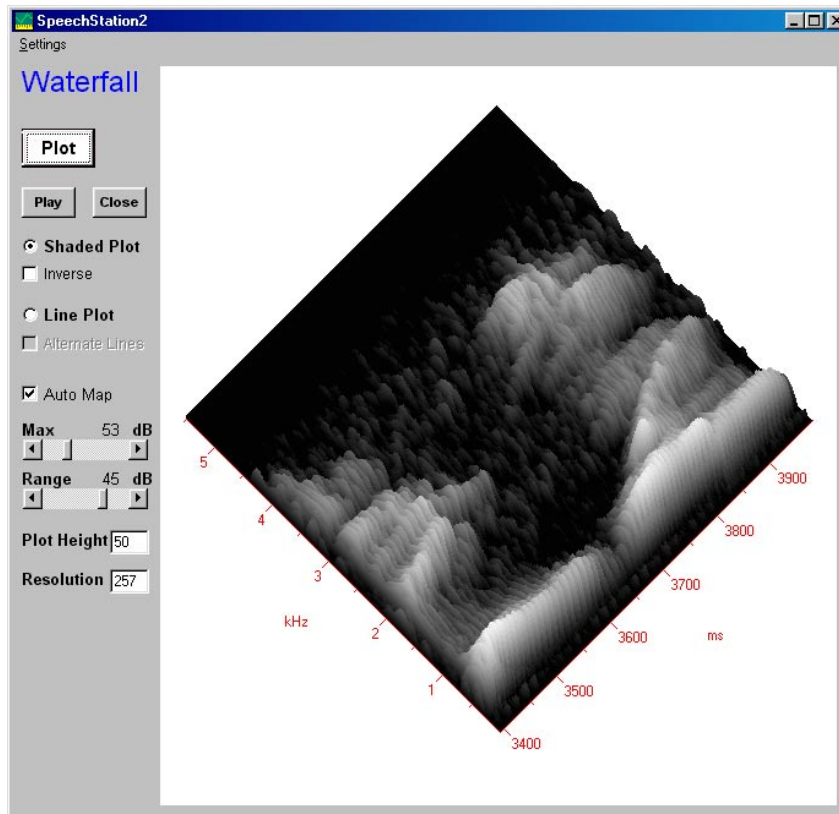 SpeechStation2
Settings
Waterfall
Plot
Play Close
Shaded Plot
Inverse
Line Plot
Alternate Lines
Auto Map
Max 53 dB
Range 45 dB
Plot Height 50
Resolution 257
5
4
3
2
1
kHz
3400
3500
3600
3700
3800
3900
ms